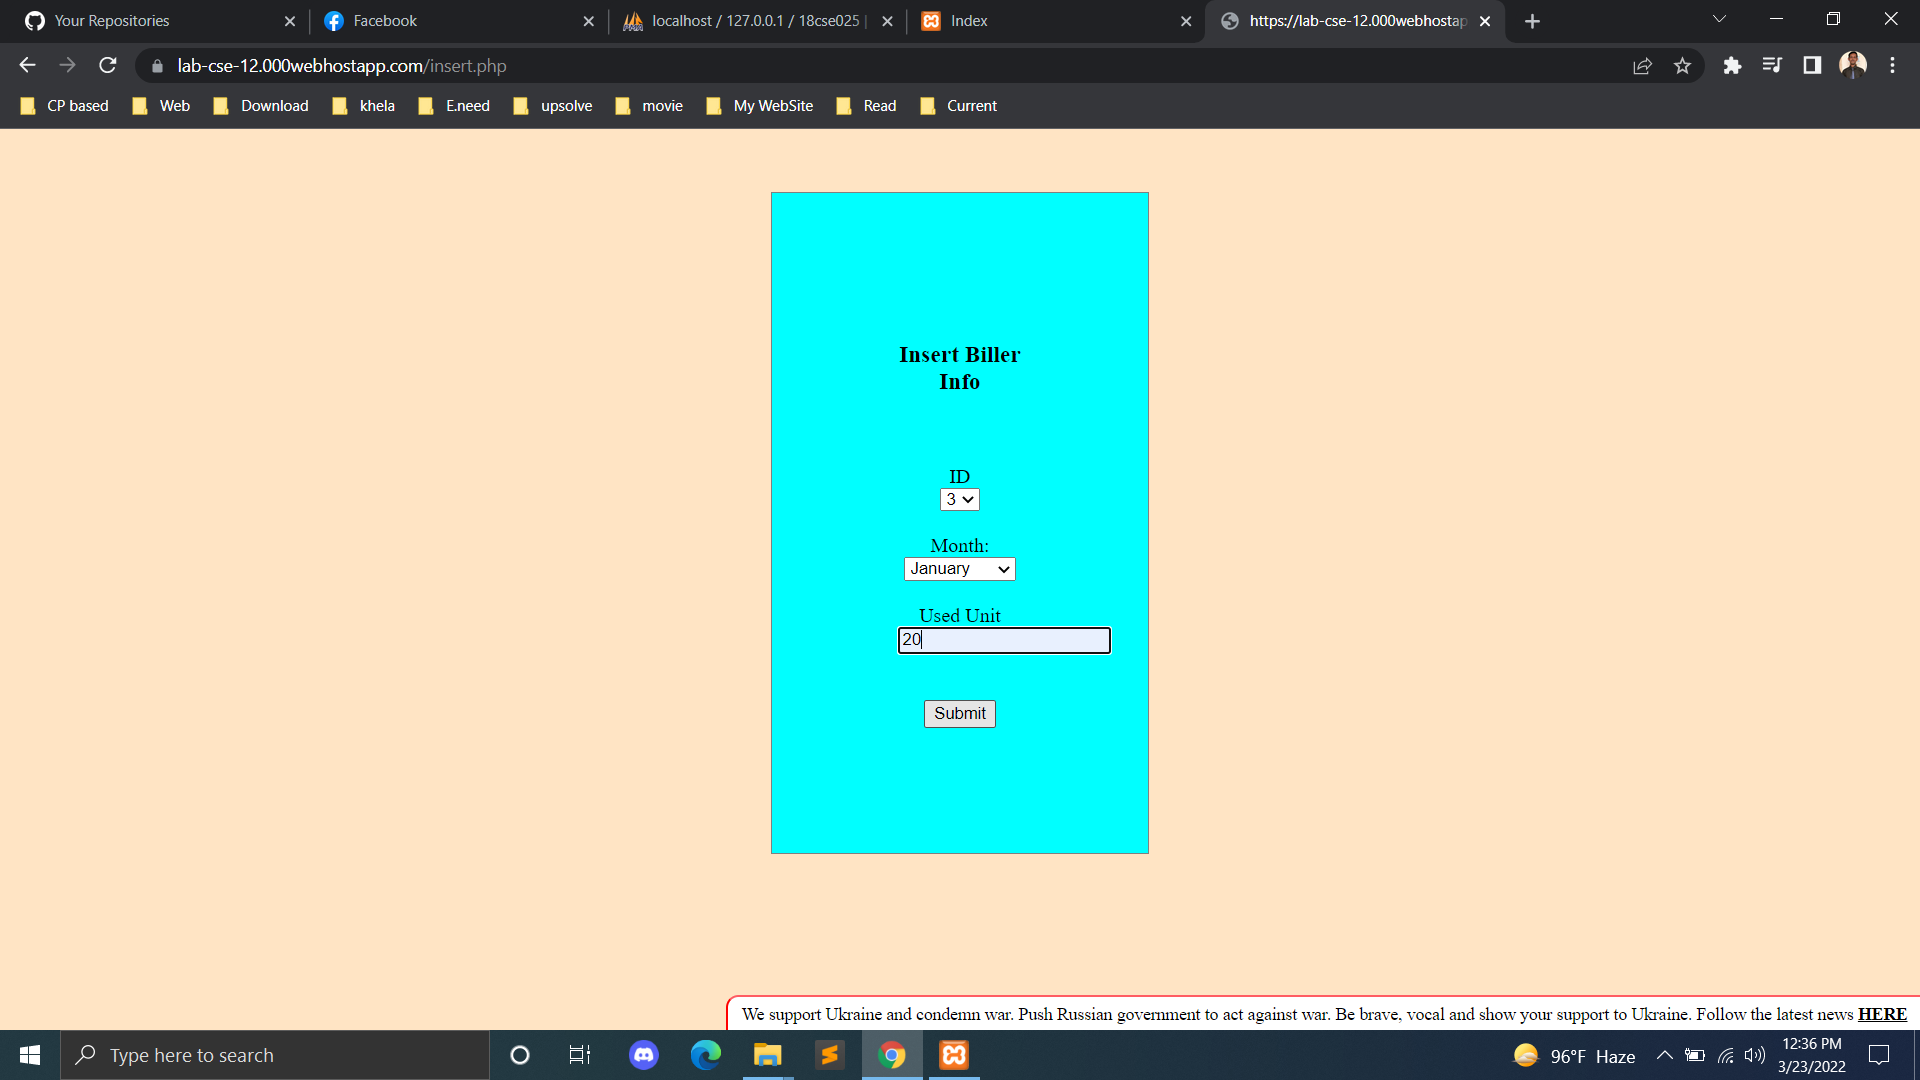 Your Repositories
Facebook
localhost / 127.0.0.1 / 18cse025 |
Index
https://lab-cse-12.000webhostap
lab-cse-12.000webhostapp.com/insert.php
CP based
Web
Download
khela
E.need
upsolve
movie
My WebSite
Read
Current
Insert Biller
Info
ID
3
Month:
January
Used Unit
20
Submit
We support Ukraine and condemn war. Push Russian government to act against war. Be brave, vocal and show your support to Ukraine. Follow the latest news HERE
Type here to search
96°F Haze
12:36 PM
3/23/2022